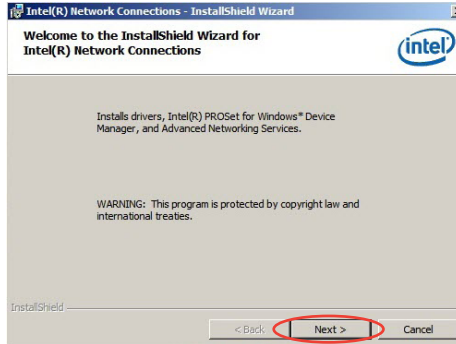 Intel(R) Network Connections - InstallShield Wizard
Welcome to the InstallShield Wizard for
Intel(R) Network Connections
intel
Installs drivers, Intel(R) PROSet for Windows* Device
Manager, and Advanced Networking Services.
WARNING: This program is protected by copyright law and
international treaties.
InstallShield
< Back Next > Cancel